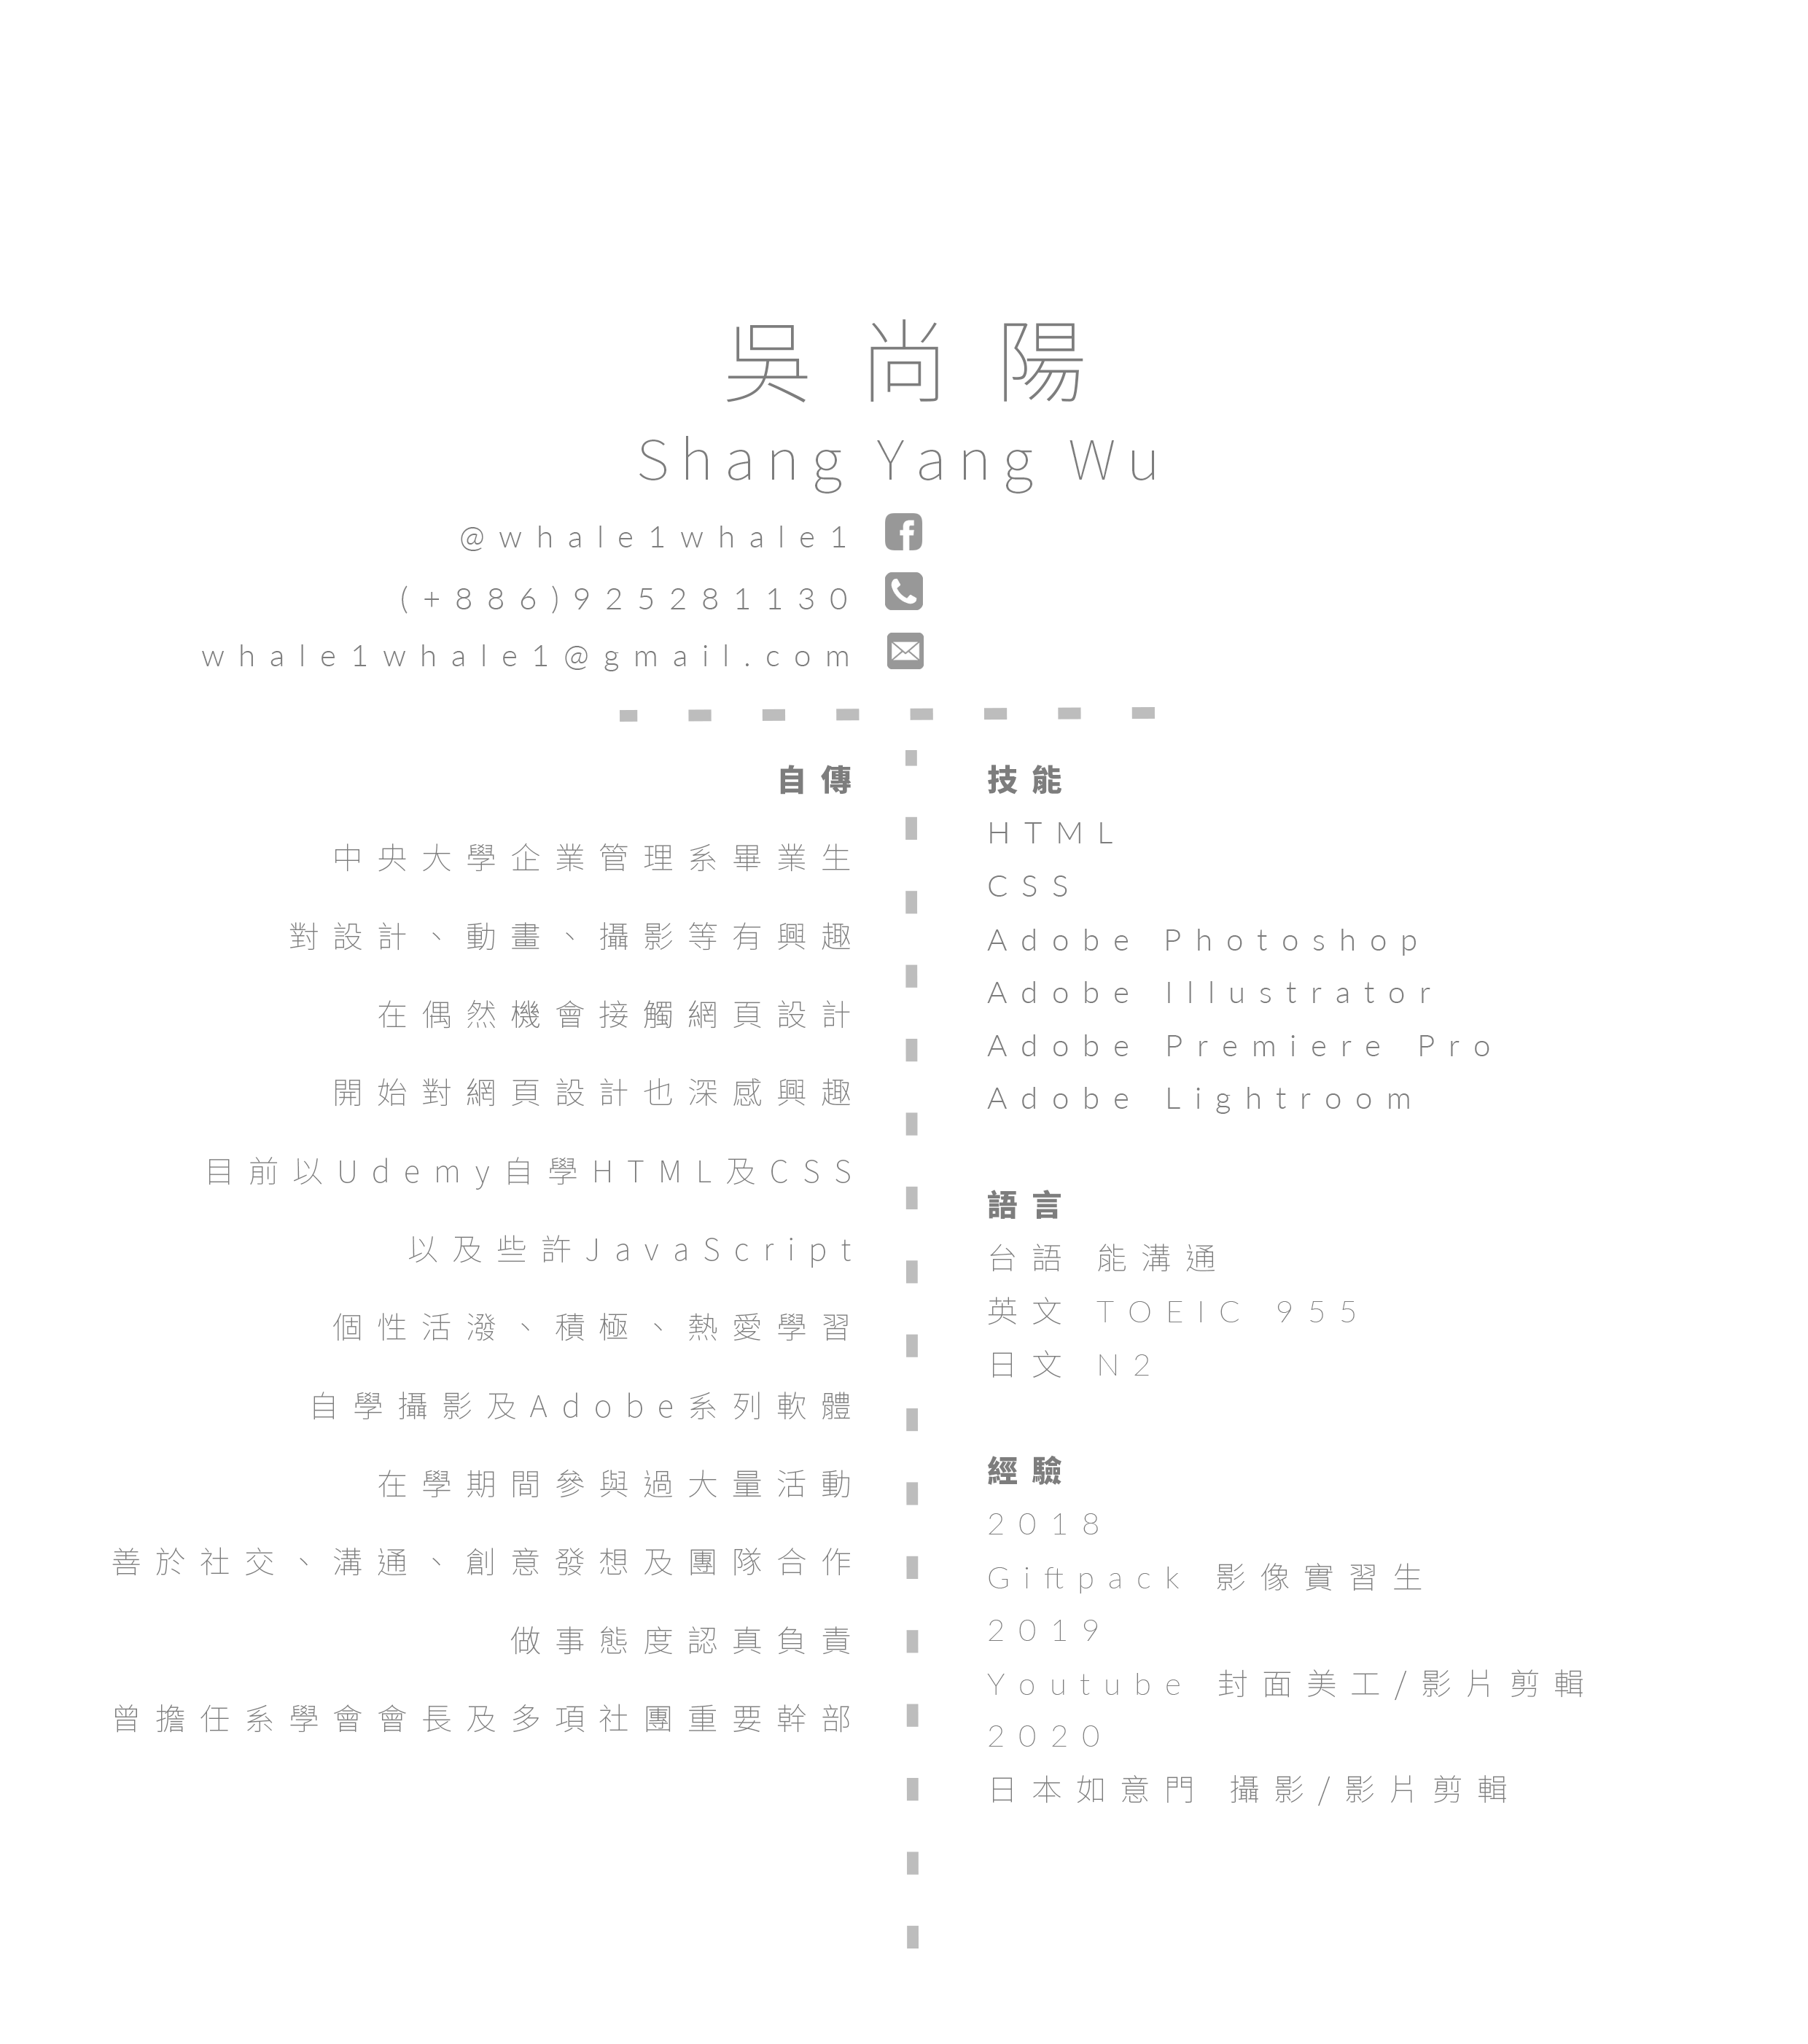 吳尚陽
Shang Yang Wu
@whale1whale1
(+886)925281130
whale1whale1@gmail.com
自傳
中央大學企業管理系畢業生
對設計、動畫、攝影等有興趣
在偶然機會接觸網頁設計
開始對網頁設計也深感興趣
目前以Udemy自學HTML及CSS
以及些許JavaScript
個性活潑、積極、熱愛學習
自學攝影及Adobe系列軟體
在學期間參與過大量活動
善於社交、溝通、創意發想及團隊合作
做事態度認真負責
曾擔任系學會會長及多項社團重要幹部
技能
HTML
CSS
Adobe Photoshop
Adobe Illustrator
Adobe Premiere Pro
Adobe Lightroom
語言
台語 能溝通
英文 TOEIC 955
日文 N2
經驗
2018
Giftpack 影像實習生
2019
Youtube 封面美工/影片剪輯
2020
日本如意門 攝影/影片剪輯